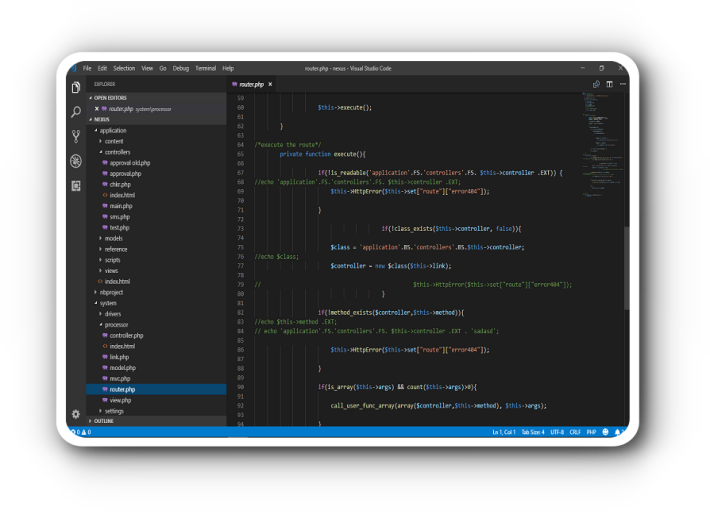 File Edit Selection View Go Debug Terminal Help router.php - nexus - Visual Studio Code
EXPLORER
OPEN EDITORS
router.php system\processor
NEXUS
application
content
controllers
approval old.php
approval.php
chkr.php
index.html
main.php
sms.php
test.php
models
reference
scripts
views
index.html
nbproject
system
drivers
processor
controller.php
index.html
link.php
model.php
mvc.php
router.php
view.php
settings
OUTLINE
router.php
59
60 $this->execute();
61
62 }
63
64 /*execute the route*/
65 private function execute(){
66
67 if(!is_readable('application'.FS.'controllers'.FS. $this->controller .EXT)) {
68 //echo 'application'.FS.'controllers'.FS. $this->controller .EXT;
69 $this->HttpError($this->set["route"]["error404"]);
70
71 }
72
73 if(!class_exists($this->controller, false)){
74
75 $class = 'application'.BS.'controllers'.BS.$this->controller;
76 //echo $class;
77 $controller = new $class($this->link);
78
79 // $this->HttpError($this->set["route"]["error404"]);
80 }
81
82 if(!method_exists($controller,$this->method)){
83 //echo $this->method .EXT;
84 // echo 'application'.FS.'controllers'.FS. $this->controller .EXT . 'sadasd';
85
86 $this->HttpError($this->set["route"]["error404"]);
87
88 }
89
90 if(is_array($this->args) && count($this->args)>0){
91
92 call_user_func_array(array($controller,$this->method), $this->args);
93
94 }
0 0 Ln 1, Col 1 Tab Size: 4 UTF-8 CRLF PHP